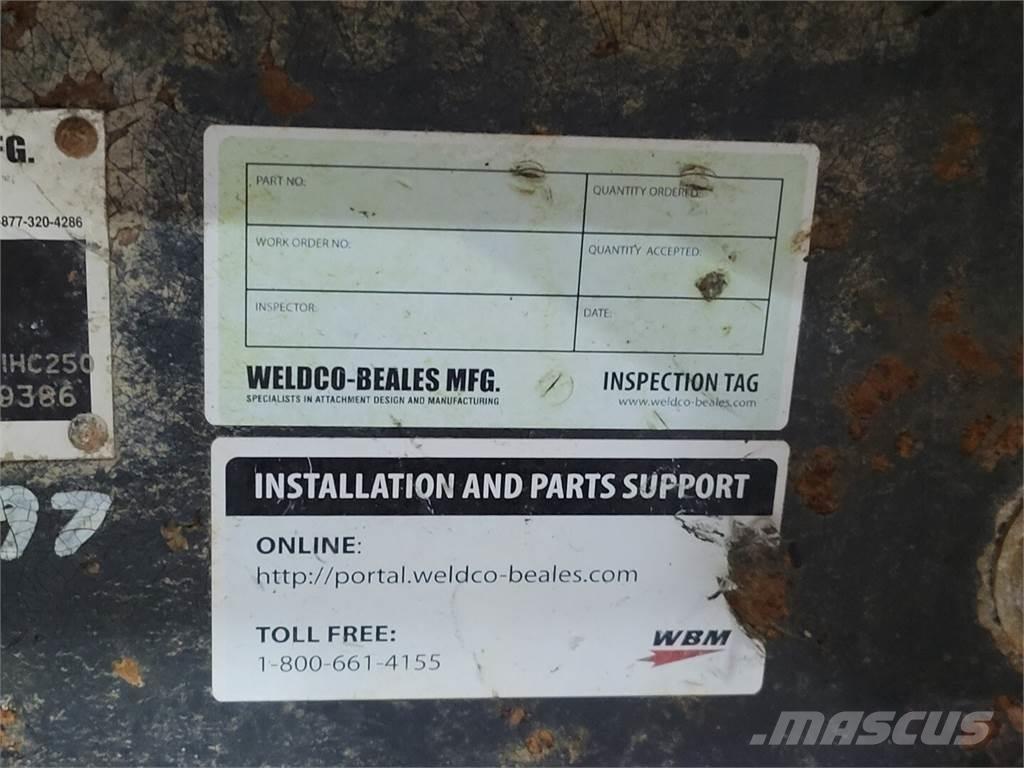 FG.
877-320-4286
HC250
9386
07
PART NO:
QUANTITY ORDERED:
WORK ORDER NO:
QUANTITY ACCEPTED:
INSPECTOR:
DATE:
WELDCO-BEALES MFG.
SPECIALISTS IN ATTACHMENT DESIGN AND MANUFACTURING
INSPECTION TAG
www.weldco-beales.com
INSTALLATION AND PARTS SUPPORT
ONLINE:
http://portal.weldco-beales.com
TOLL FREE:
1-800-661-4155
WBM
MASCUS